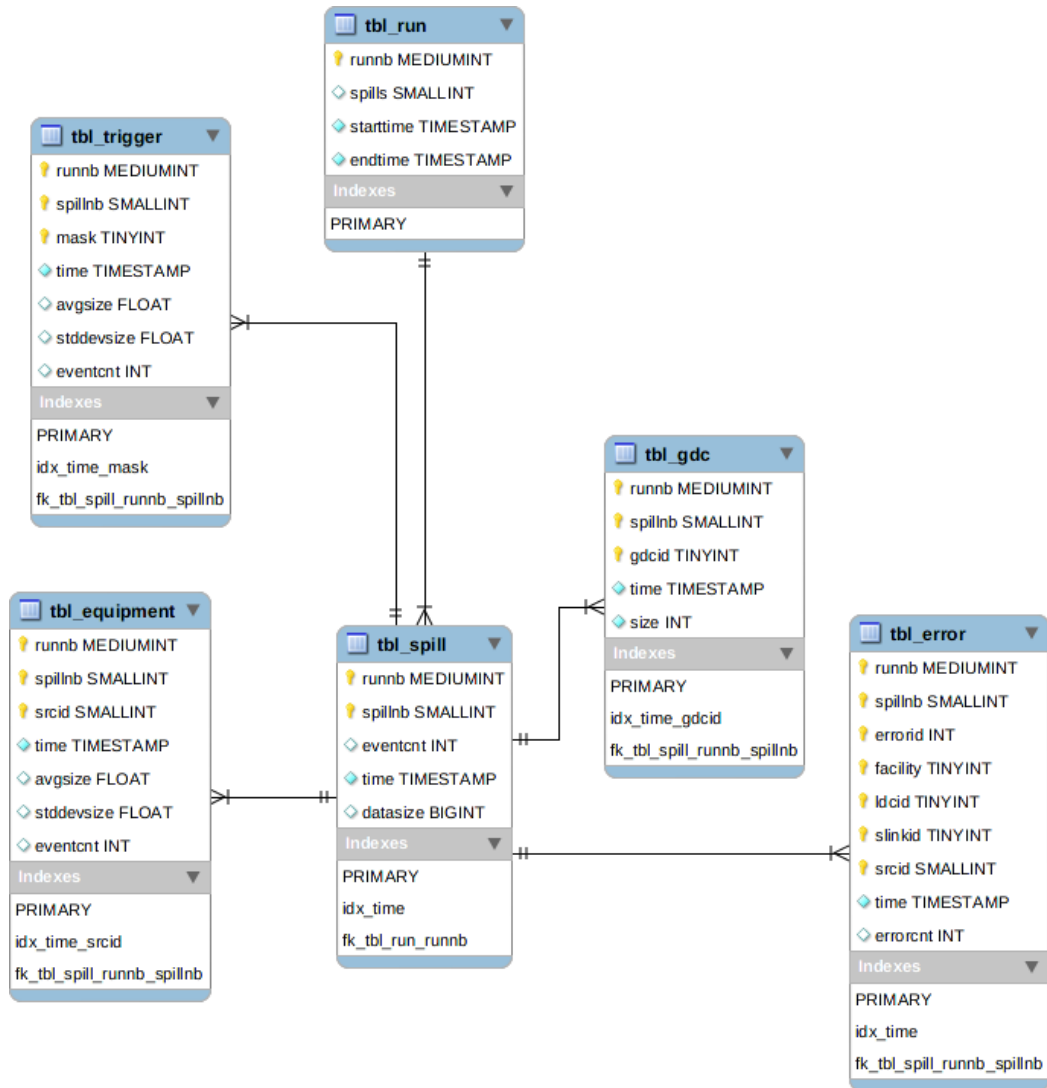 tbl_run
runnb MEDIUMINT
spills SMALLINT
starttime TIMESTAMP
endtime TIMESTAMP
Indexes
PRIMARY
tbl_trigger
runnb MEDIUMINT
spillnb SMALLINT
mask TINYINT
time TIMESTAMP
avgsize FLOAT
stddevsize FLOAT
eventcnt INT
Indexes
PRIMARY
idx_time_mask
fk_tbl_spill_runnb_spillnb
tbl_gdc
runnb MEDIUMINT
spillnb SMALLINT
gdcid TINYINT
time TIMESTAMP
size INT
Indexes
PRIMARY
idx_time_gdcid
fk_tbl_spill_runnb_spillnb
tbl_equipment
runnb MEDIUMINT
spillnb SMALLINT
srcid SMALLINT
time TIMESTAMP
avgsize FLOAT
stddevsize FLOAT
eventcnt INT
Indexes
PRIMARY
idx_time_srcid
fk_tbl_spill_runnb_spillnb
tbl_spill
runnb MEDIUMINT
spillnb SMALLINT
eventcnt INT
time TIMESTAMP
datasize BIGINT
Indexes
PRIMARY
idx_time
fk_tbl_run_runnb
tbl_error
runnb MEDIUMINT
spillnb SMALLINT
errorid INT
facility TINYINT
ldcid TINYINT
slinkid TINYINT
srcid SMALLINT
time TIMESTAMP
errorcnt INT
Indexes
PRIMARY
idx_time
fk_tbl_spill_runnb_spillnb